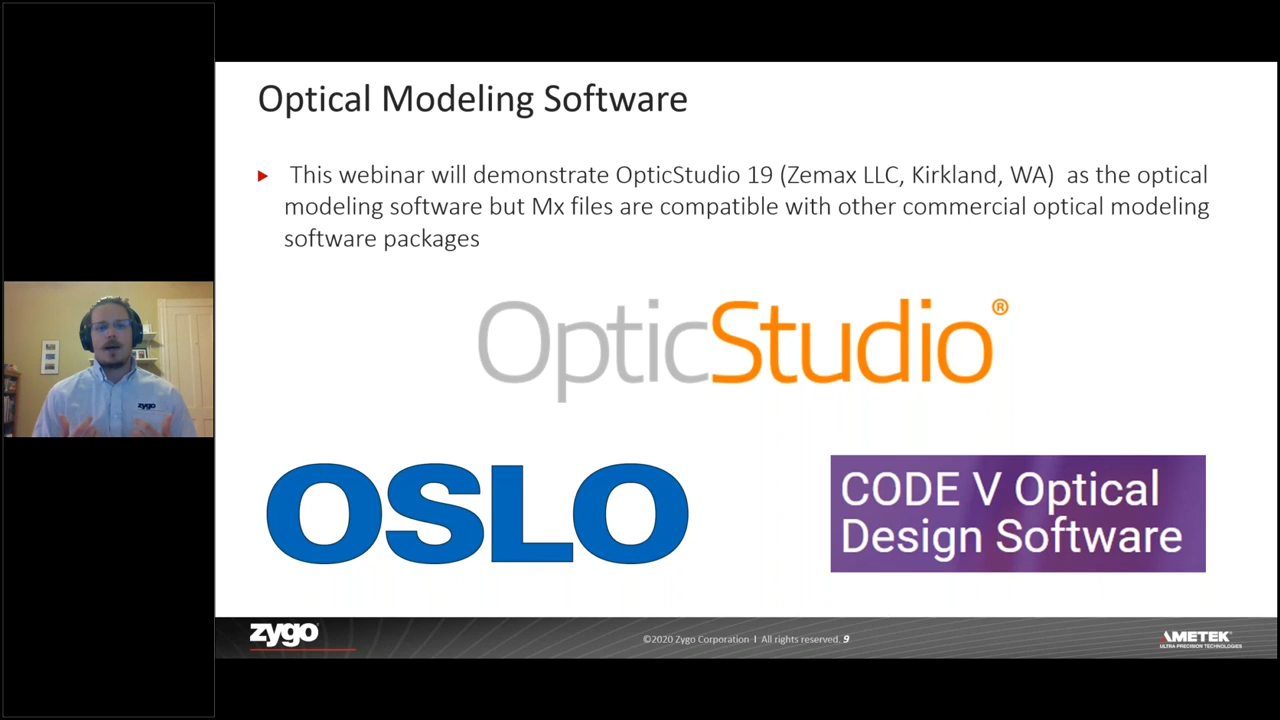 Optical Modeling Software
This webinar will demonstrate OpticStudio 19 (Zemax LLC, Kirkland, WA) as the optical
modeling software but Mx files are compatible with other commercial optical modeling
software packages
OpticStudio®
OSLO
CODE V Optical
Design Software
zygo
zygo
©2020 Zygo Corporation | All rights reserved. 9
AMETEK
ULTRA PRECISION TECHNOLOGIES